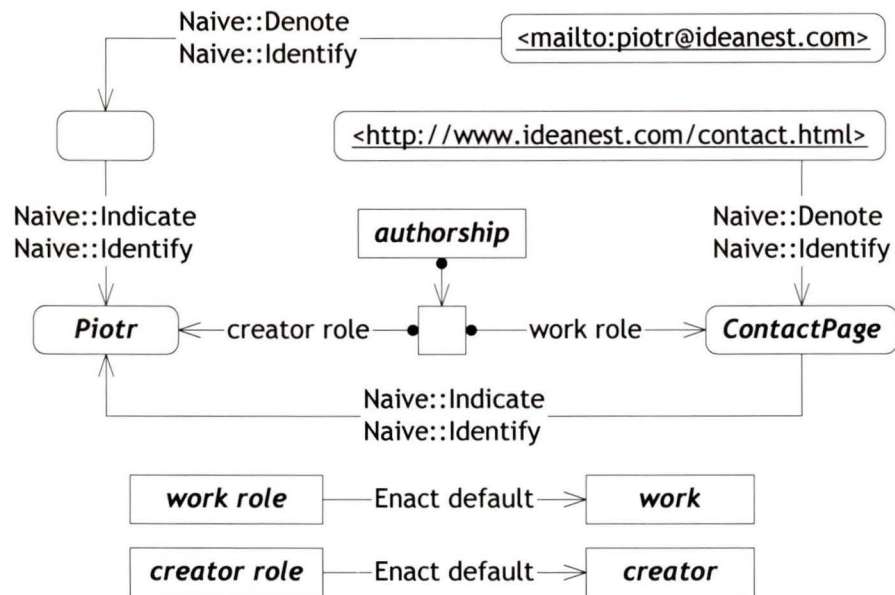 Naive::Denote
Naive::Identify
<mailto:piotr@ideanest.com>
<http://www.ideanest.com/contact.html>
Naive::Indicate
Naive::Identify
authorship
Naive::Denote
Naive::Identify
Piotr
creator role
work role
ContactPage
Naive::Indicate
Naive::Identify
work role
Enact default
work
creator role
Enact default
creator